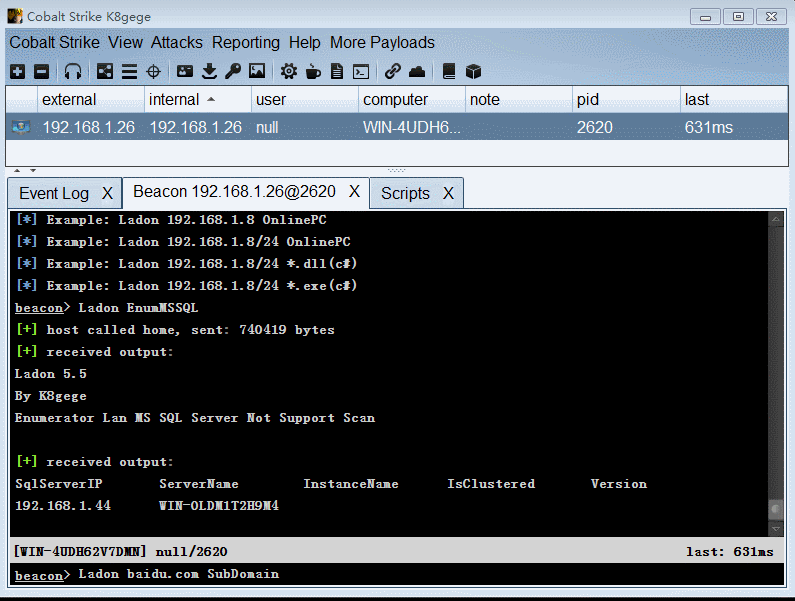 Cobalt Strike K8gege
Cobalt Strike View Attacks Reporting Help More Payloads
external internal user computer note pid last
192.168.1.26 192.168.1.26 null WIN-4UDH6... 2620 631ms
Event Log X Beacon 192.168.1.26@2620 X Scripts X
[*] Example: Ladon 192.168.1.8 OnlinePC
[*] Example: Ladon 192.168.1.8/24 OnlinePC
[*] Example: Ladon 192.168.1.8/24 *.dll(c#)
[*] Example: Ladon 192.168.1.8/24 *.exe(c#)
beacon> Ladon EnumMSSQL
[+] host called home, sent: 740419 bytes
[+] received output:
Ladon 5.5
By K8gege
Enumerator Lan MS SQL Server Not Support Scan
[+] received output:
SqlServerIP ServerName InstanceName IsClustered Version
192.168.1.44 WIN-OLDM1T2H9M4
[WIN-4UDH62V7DMN] null/2620 last: 631ms
beacon> Ladon baidu.com SubDomain